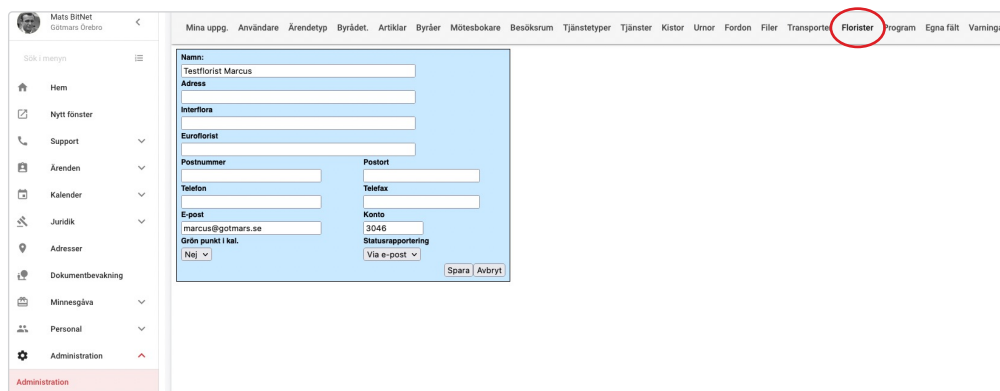 Mats BitNet
Götmars Örebro
Mina uppg. Användare Ärendetyp Byrådet. Artiklar Byråer Mötesbokare Besöksrum Tjänstetyper Tjänster Kistor Urnor Fordon Filer Transporter Florister Program Egna fält Varninga
Sök i menyn
Hem
Nytt fönster
Support
Ärenden
Kalender
Juridik
Adresser
Dokumentbevakning
Minnesgåva
Personal
Administration
Administration
Namn:
Testflorist Marcus
Adress
Interflora
Euroflorist
Postnummer Postort
Telefon Telefax
E-post Konto
marcus@gotmars.se 3046
Grön punkt i kal. Statusrapportering
Nej Via e-post
Spara Avbryt